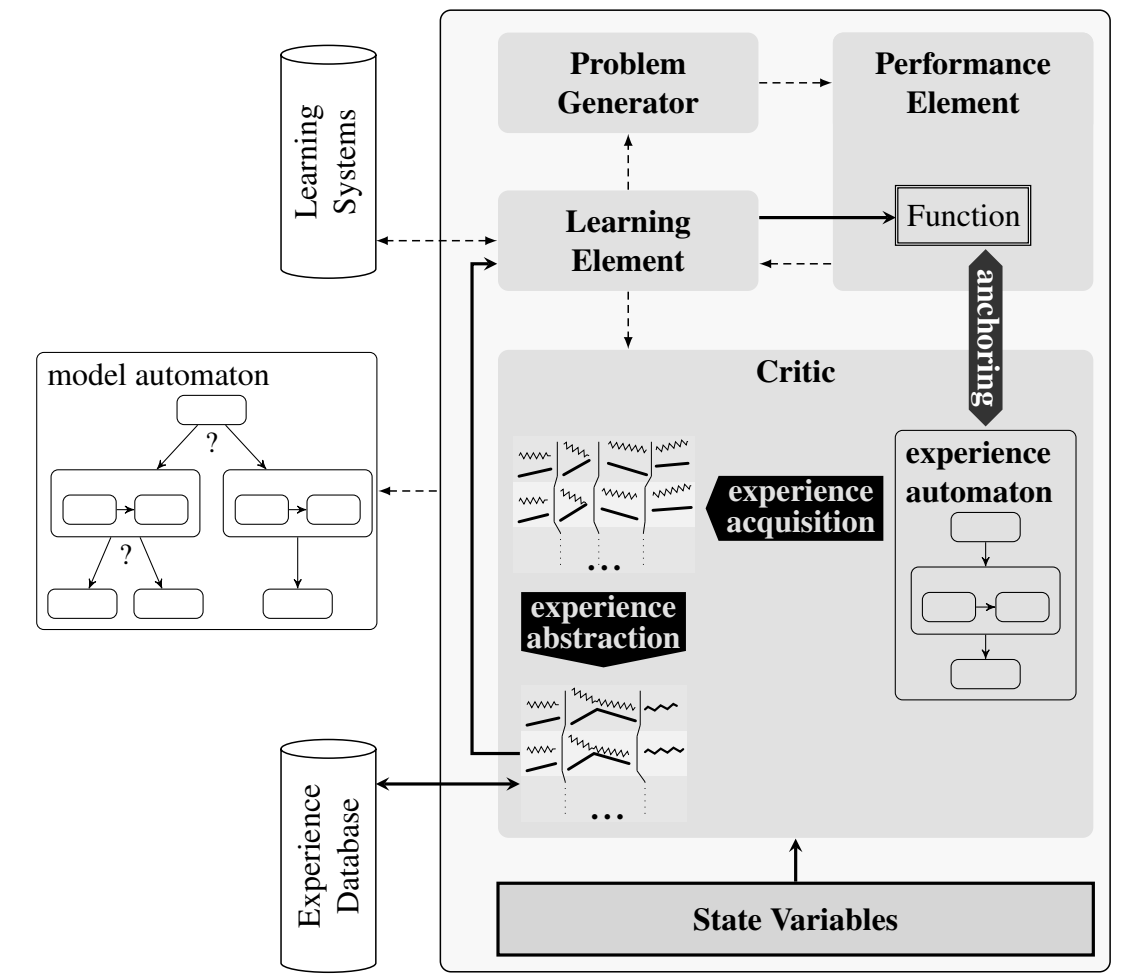 Learning
Systems
Problem
Generator
Performance
Element
Learning
Element
Function
anchoring
model automaton
?
?
Critic
experience
automaton
experience
acquisition
...
experience
abstraction
...
Experience
Database
State Variables